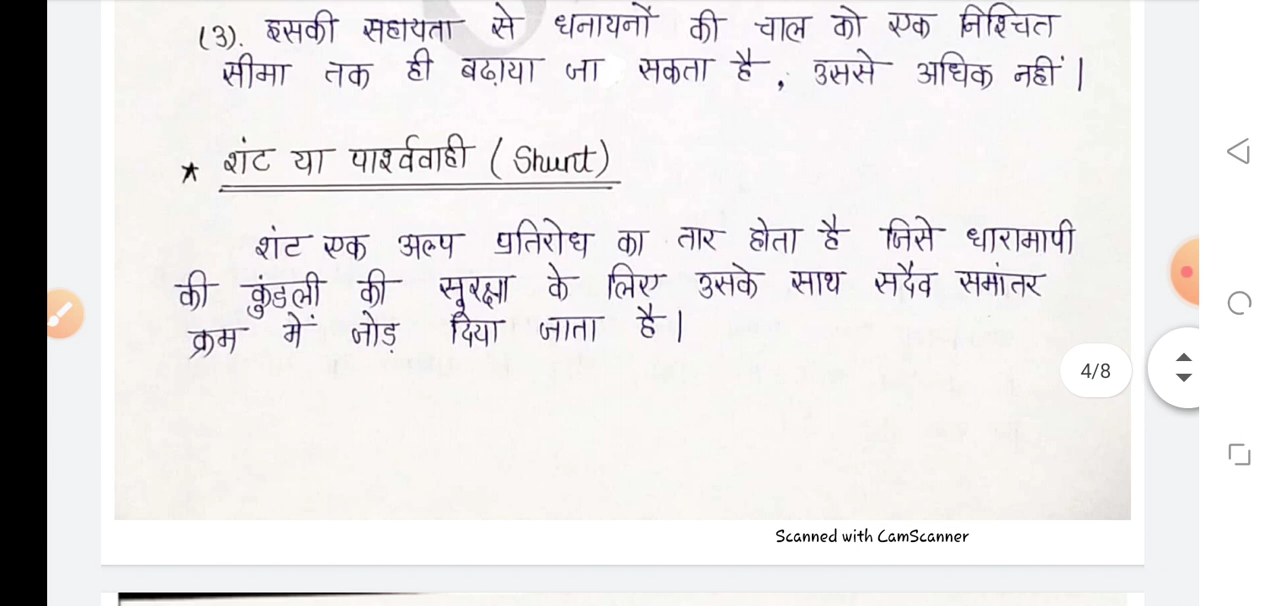 (3). इसकी सहायता से धनायनों की चाल को एक निश्चित
सीमा तक ही बढ़ाया जा सकता है, उससे अधिक नहीं।
★ शंट या पार्श्ववाही (Shunt)
शंट एक अल्प प्रतिरोध का तार होता है जिसे धारामापी
की कुंडली की सूरक्षा के लिए उसके साथ सदैव समांतर
क्रम में जोड़ दिया जाता है।
4/8
Scanned with CamScanner